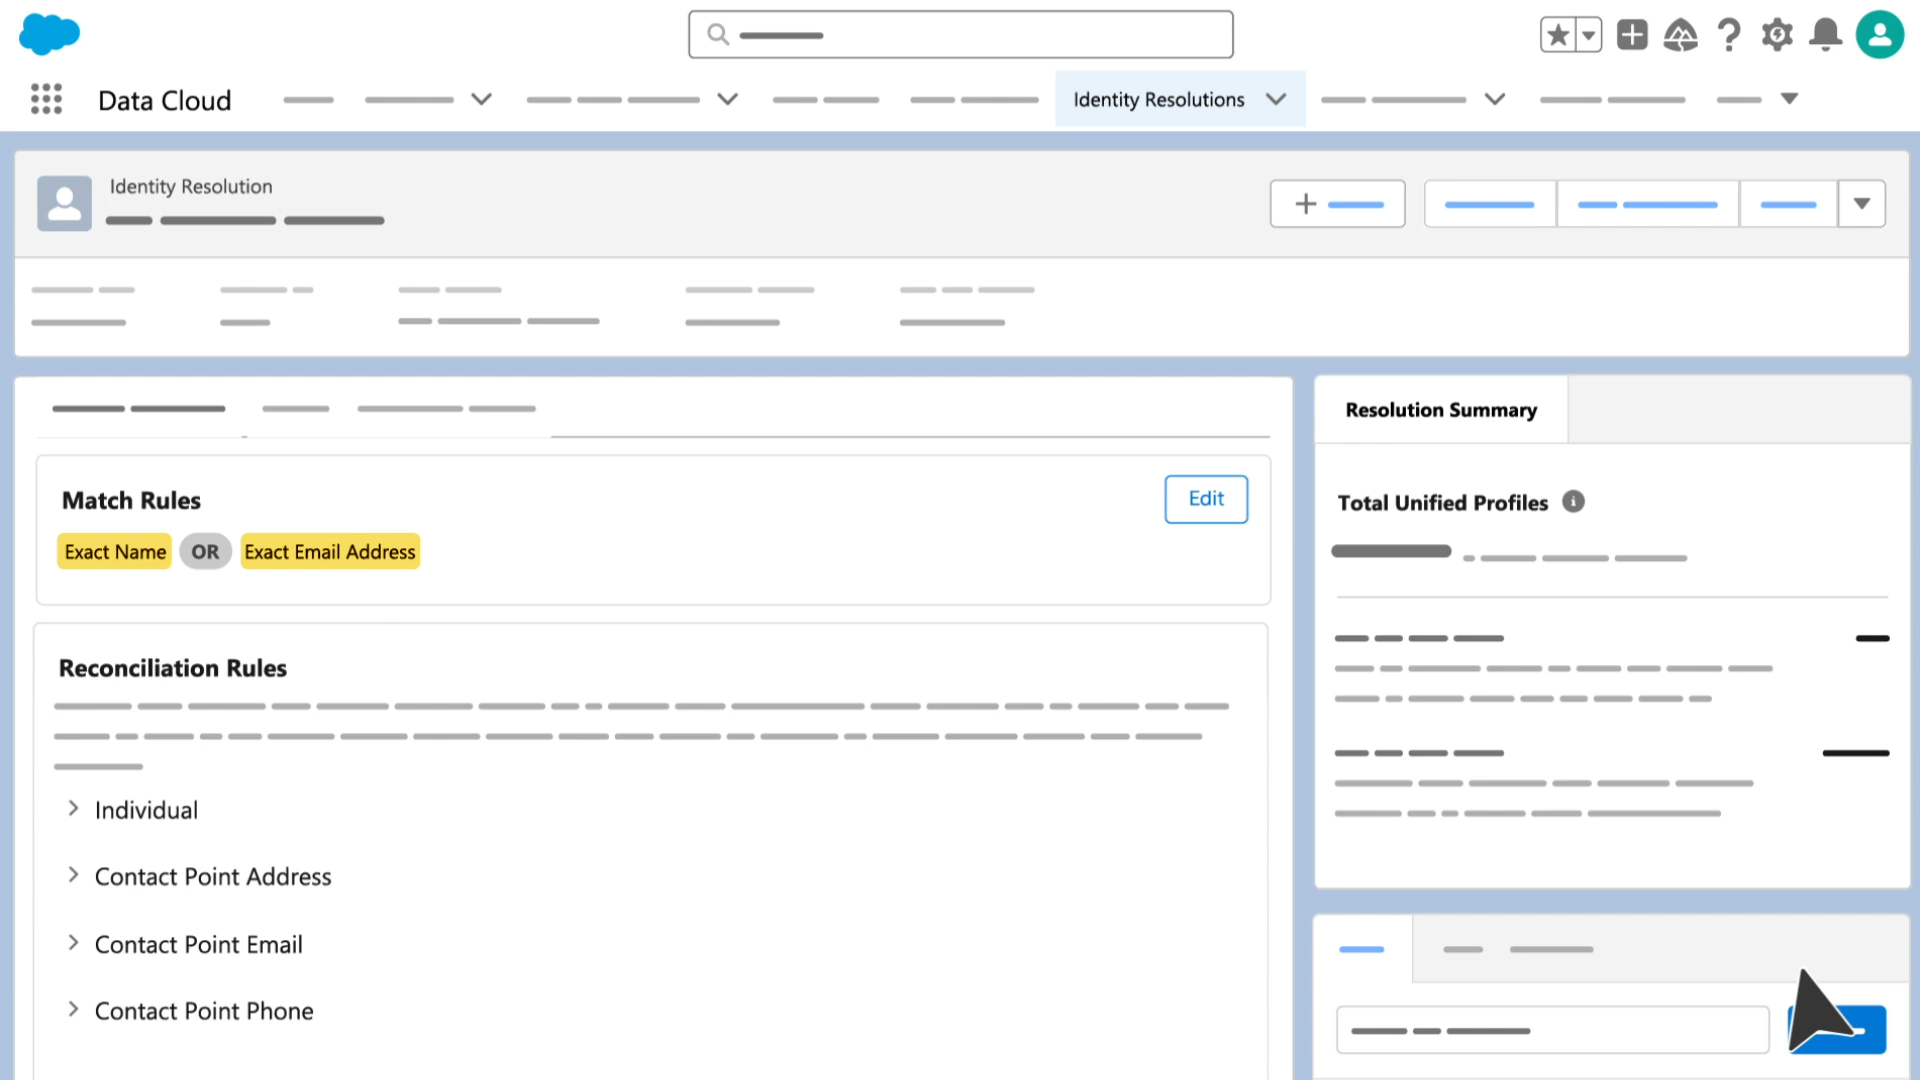 Data Cloud
Identity Resolutions
Identity Resolution
Match Rules
Edit
Exact Name OR Exact Email Address
Reconciliation Rules
Individual
Contact Point Address
Contact Point Email
Contact Point Phone
Resolution Summary
Total Unified Profiles